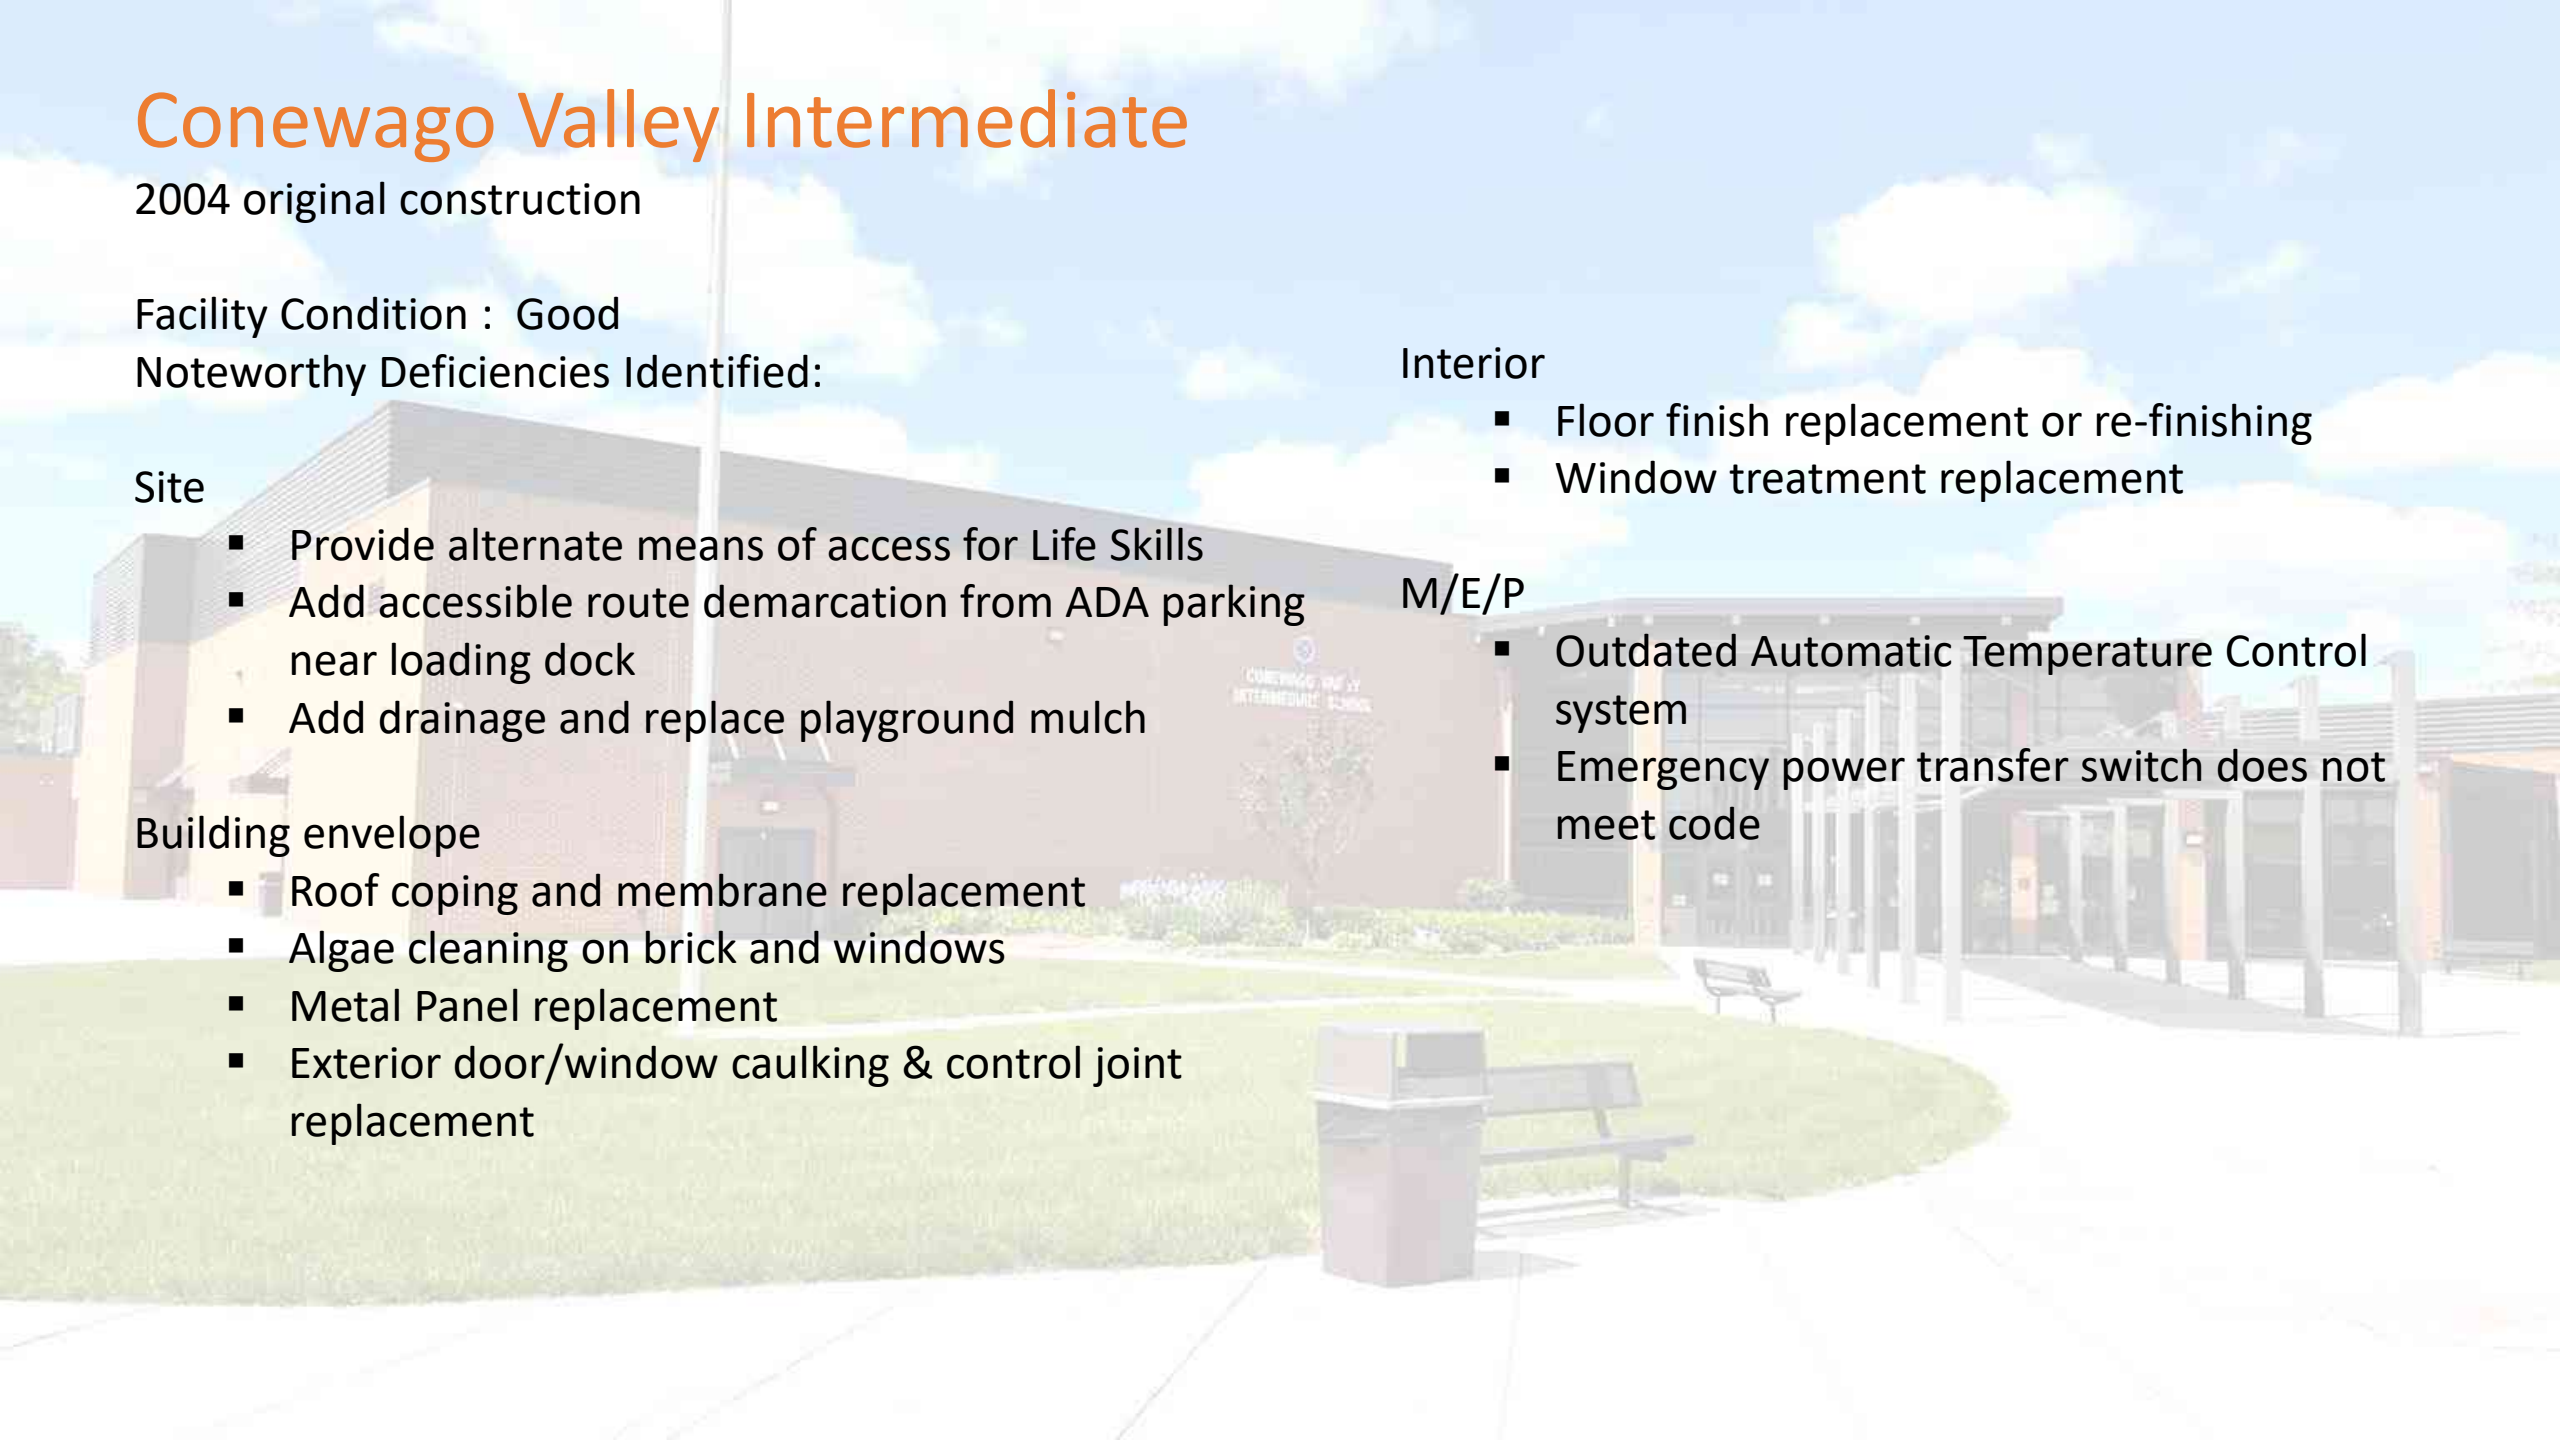 Conewago Valley Intermediate
2004 original construction
Facility Condition :  Good
Noteworthy Deficiencies Identified:
Site
▪ Provide alternate means of access for Life Skills
▪ Add accessible route demarcation from ADA parking
near loading dock
▪ Add drainage and replace playground mulch
Building envelope
▪ Roof coping and membrane replacement
▪ Algae cleaning on brick and windows
▪ Metal Panel replacement
▪ Exterior door/window caulking & control joint
replacement
Interior
▪ Floor finish replacement or re-finishing
▪ Window treatment replacement
M/E/P
▪ Outdated Automatic Temperature Control
system
▪ Emergency power transfer switch does not
meet code
CONEWAGO VALLEY
INTERMEDIATE SCHOOL